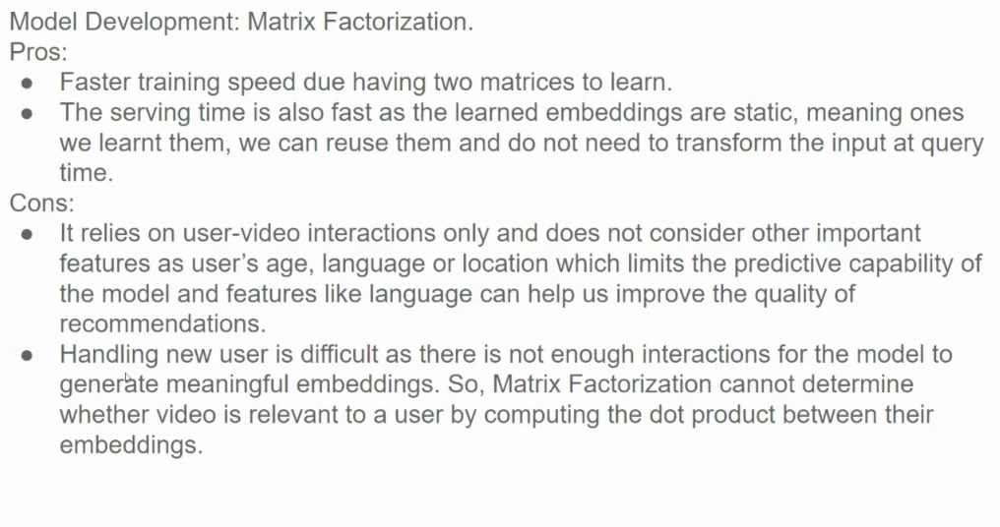 Model Development: Matrix Factorization.
Pros:
● Faster training speed due having two matrices to learn.
● The serving time is also fast as the learned embeddings are static, meaning ones
we learnt them, we can reuse them and do not need to transform the input at query
time.
Cons:
● It relies on user-video interactions only and does not consider other important
features as user’s age, language or location which limits the predictive capability of
the model and features like language can help us improve the quality of
recommendations.
● Handling new user is difficult as there is not enough interactions for the model to
generate meaningful embeddings. So, Matrix Factorization cannot determine
whether video is relevant to a user by computing the dot product between their
embeddings.